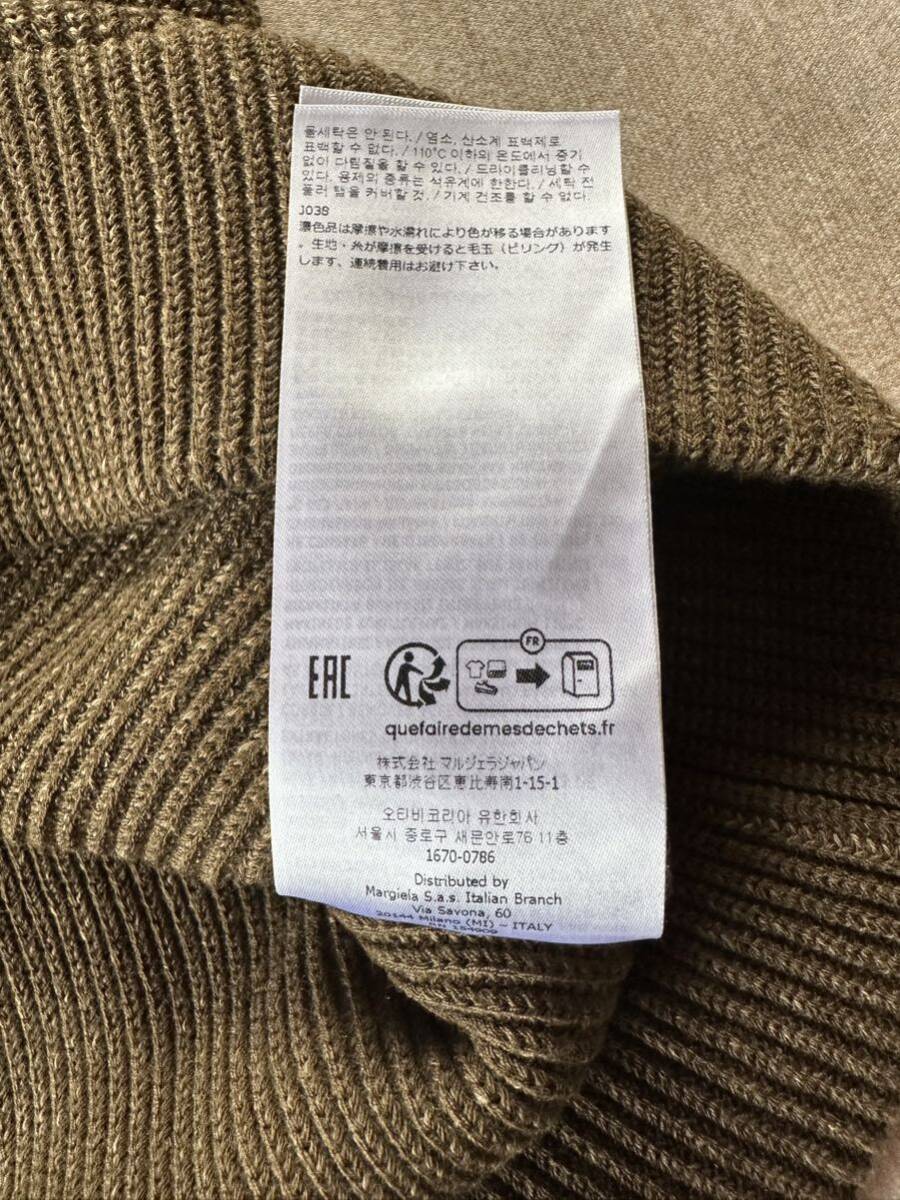 물세탁은 안 된다. / 염소, 산소계 표백제로
표백할 수 없다. / 110°C 이하의 온도에서 증기
없이 다림질을 할 수 있다. / 드라이클리닝할 수
있다. 용제의 종류는 석유계에 한한다. / 세탁 전
풀러 탭을 커버할 것. / 기계 건조를 할 수 없다.
J038
濃色品は摩擦や水濡れにより色が移る場合があります
。生地・糸が摩擦を受けると毛玉（ピリング）が発生
します、連続着用はお避け下さい。
EAC
FR
quefairedemesdechets.fr
株式会社 マルジェラジャパン
東京都渋谷区恵比寿南1-15-1
오티비코리아 유한회사
서울시 종로구 새문안로76 11층
1670-0786
Distributed by
Margiela S.a.s. Italian Branch
Via Savona, 60
20144 Milano (MI) - ITALY